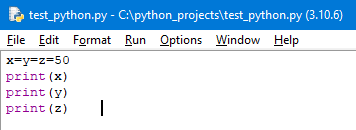 test_python.py - C:\python_projects\test_python.py (3.10.6)
File Edit Format Run Options Window Help
x=y=z=50
print(x)
print(y)
print(z)